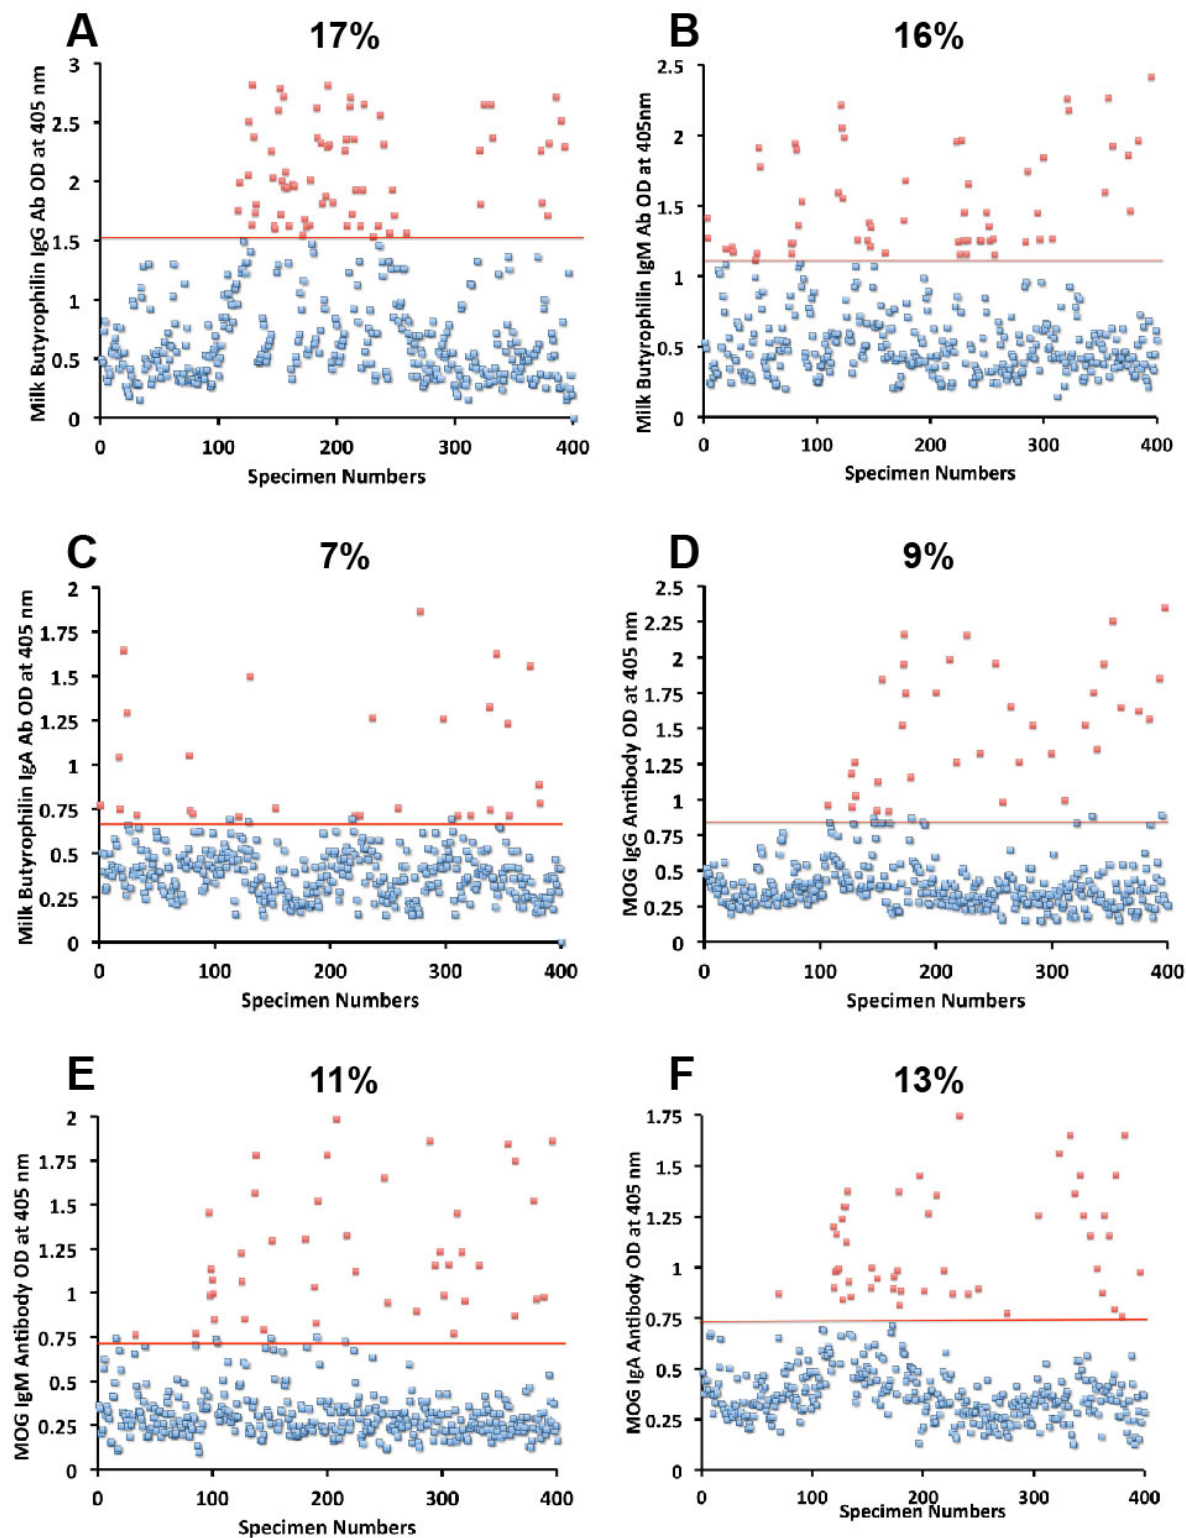 A
17%
Milk Butyrophilin IgG Ab OD at 405 nm
3
2.5
2
1.5
1
0.5
0
0 100 200 300 400
Specimen Numbers
B
16%
Milk Butyrophilin IgM Ab OD at 405nm
2.5
2
1.5
1
0.5
0
0 100 200 300 400
Specimen Numbers
C
7%
Milk Butyrophilin IgA Ab OD at 405 nm
2
1.75
1.5
1.25
1
0.75
0.5
0.25
0
0 100 200 300 400
Specimen Numbers
D
9%
MOG IgG Antibody OD at 405 nm
2.5
2.25
2
1.75
1.5
1.25
1
0.75
0.5
0.25
0
0 100 200 300 400
Specimen Numbers
E
11%
MOG IgM Antibody OD at 405 nm
2
1.75
1.5
1.25
1
0.75
0.5
0.25
0
0 100 200 300 400
Specimen Numbers
F
13%
MOG IgA Antibody OD at 405 nm
1.75
1.5
1.25
1
0.75
0.5
0.25
0
0 100 200 300 400
Specimen Numbers